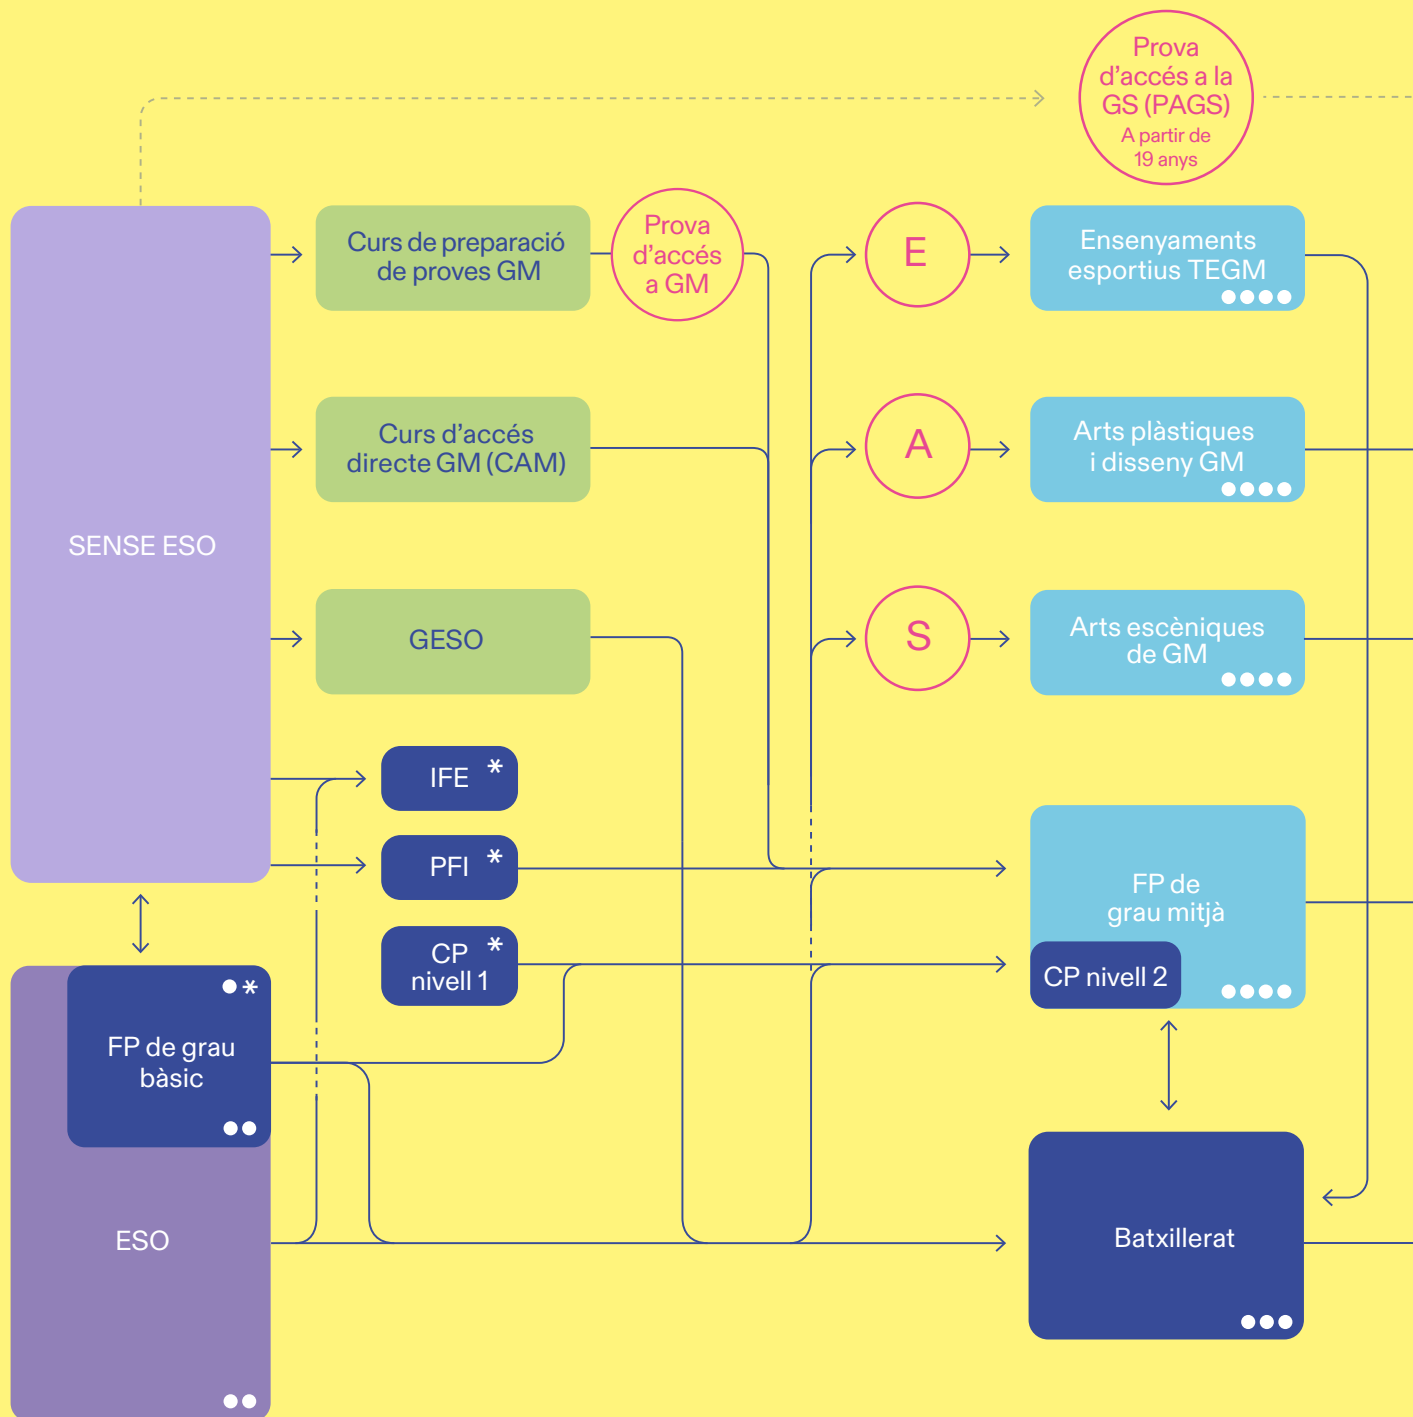 Prova
d'accés a la
GS (PAGS)
A partir de
19 anys
Curs de preparació
de proves GM
Prova
d'accés
a GM
E
Ensenyaments
esportius TEGM
Curs d'accés
directe GM (CAM)
A
Arts plàstiques
i disseny GM
SENSE ESO
GESO
S
Arts escèniques
de GM
IFE *
PFI *
FP de
grau mitjà
CP *
nivell 1
CP nivell 2
*
FP de grau
bàsic
ESO
Batxillerat